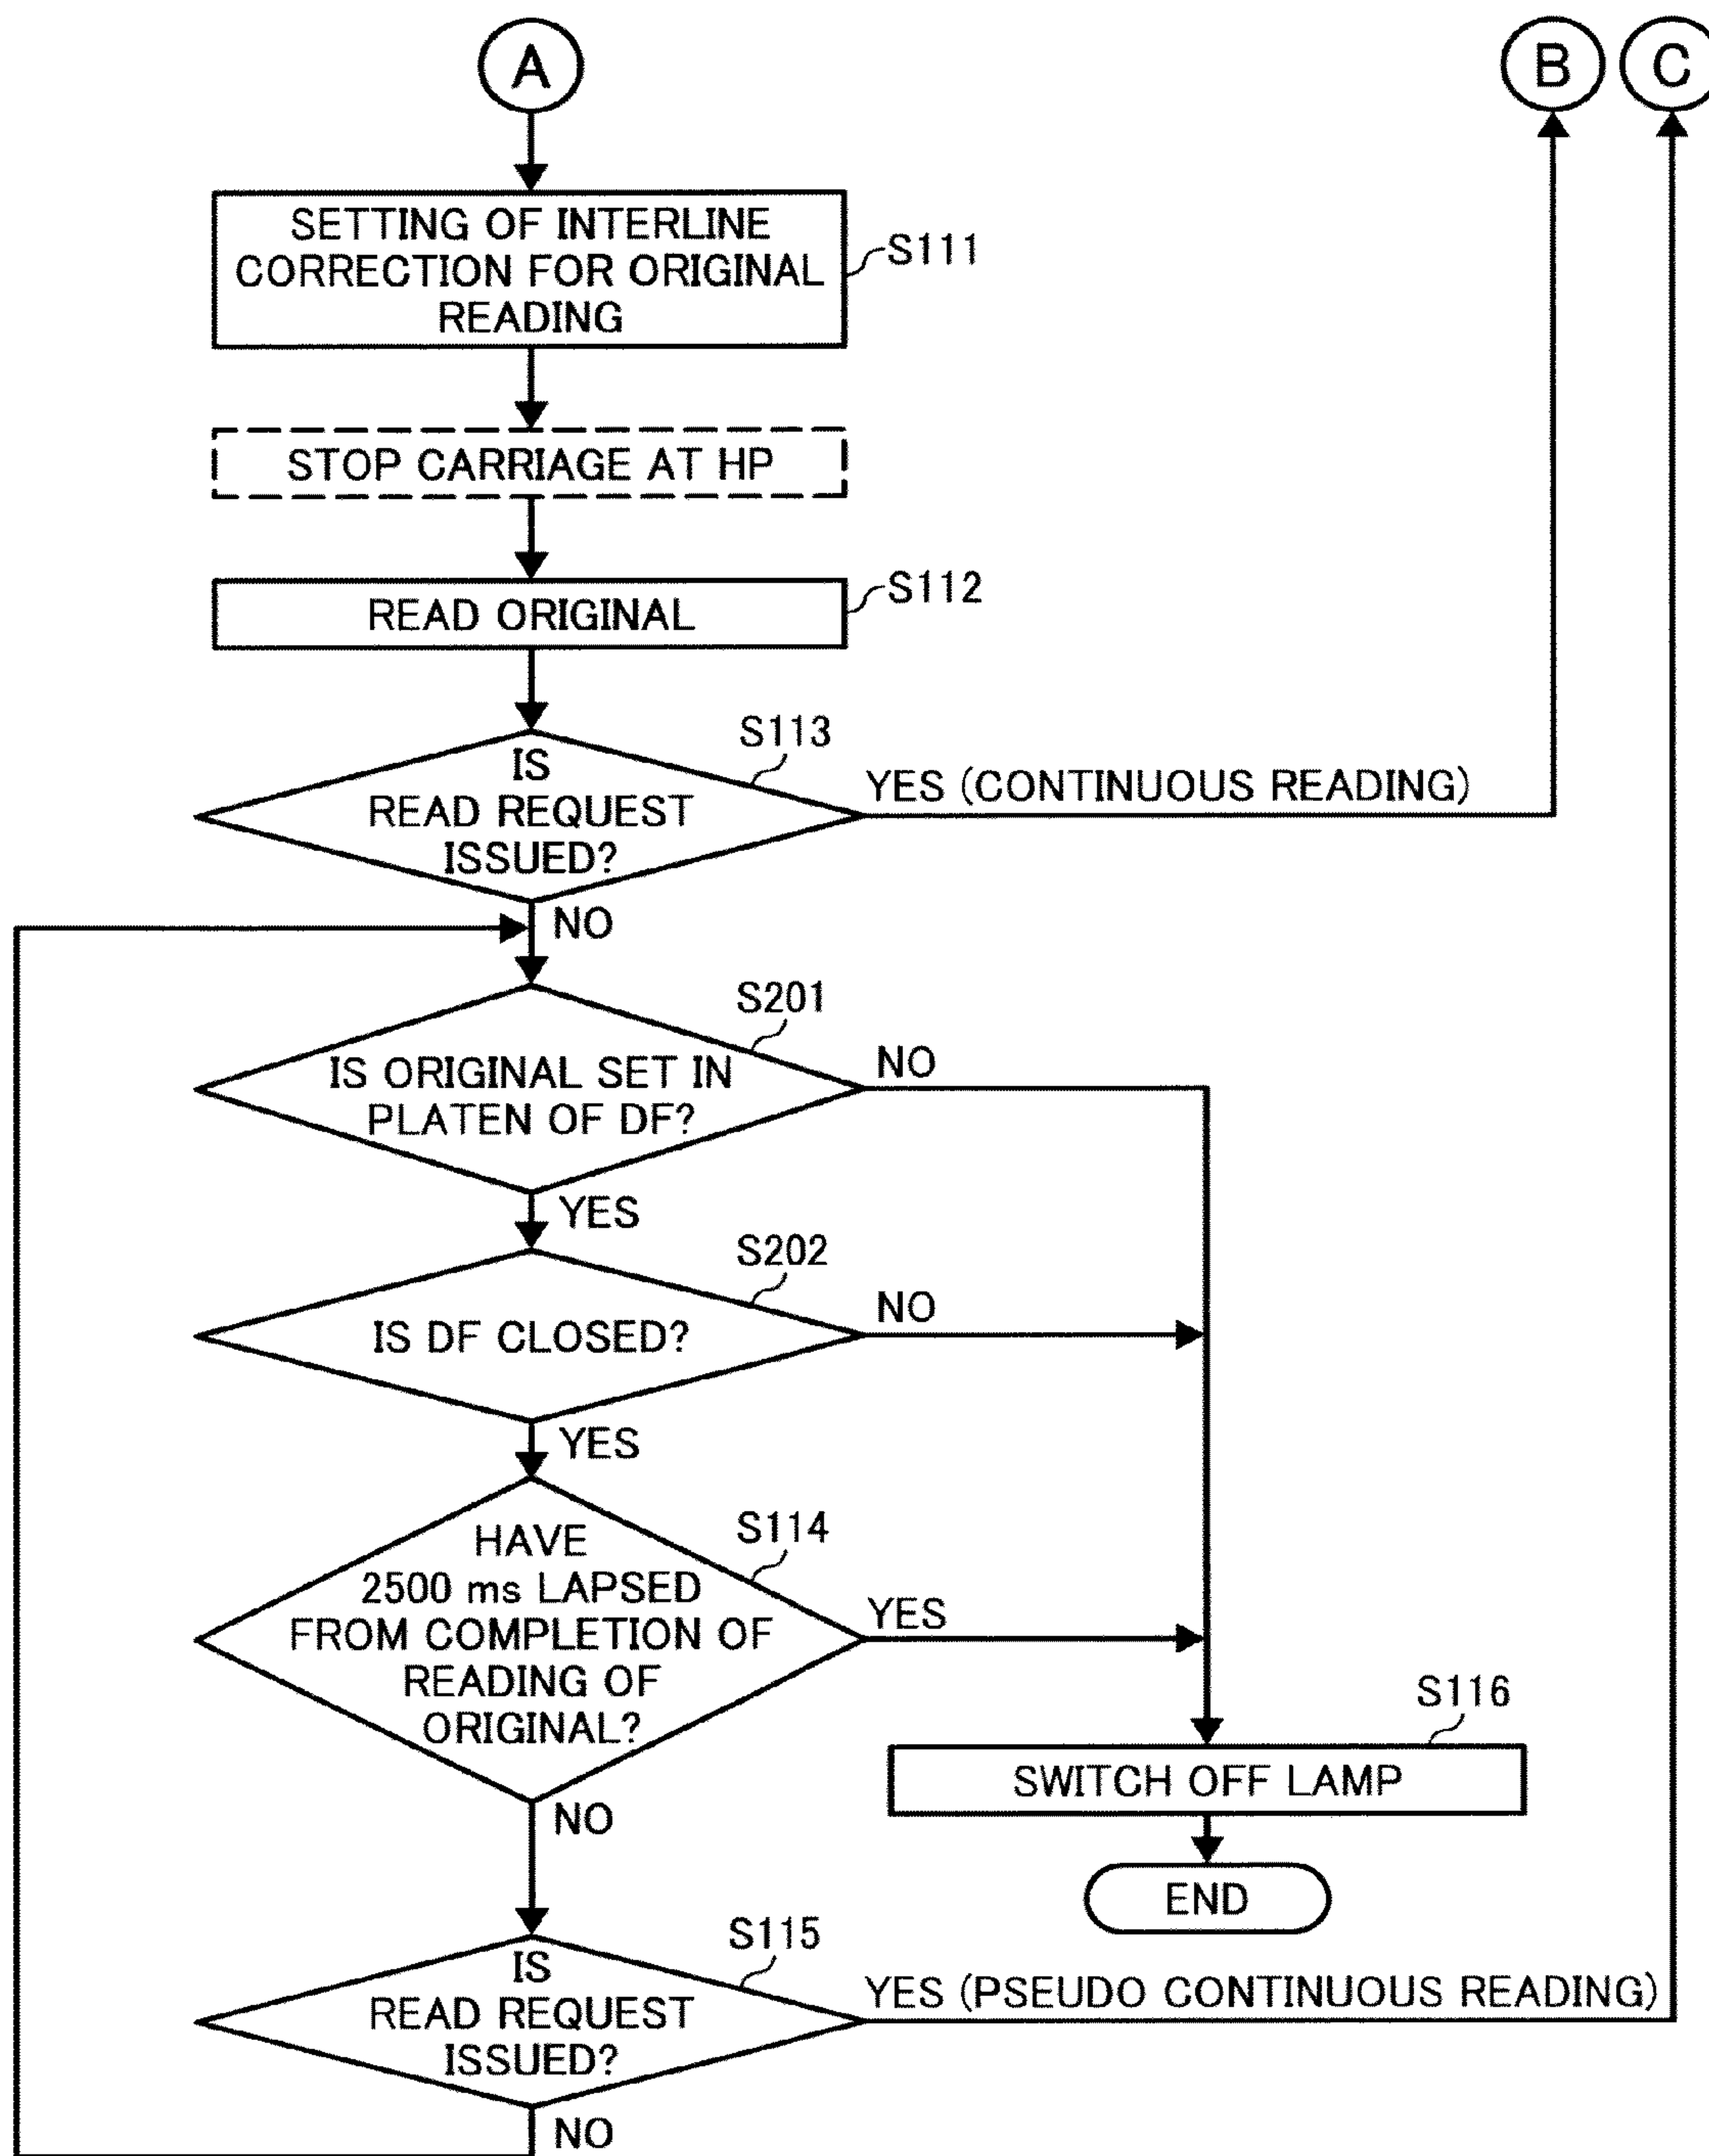 A
B
C
SETTING OF INTERLINE
CORRECTION FOR ORIGINAL
READING
S111
STOP CARRIAGE AT HP
READ ORIGINAL
S112
IS
READ REQUEST
ISSUED?
S113
YES (CONTINUOUS READING)
NO
IS ORIGINAL SET IN
PLATEN OF DF?
S201
NO
YES
IS DF CLOSED?
S202
NO
YES
HAVE
2500 ms LAPSED
FROM COMPLETION OF
READING OF
ORIGINAL?
S114
YES
NO
S116
SWITCH OFF LAMP
END
IS
READ REQUEST
ISSUED?
S115
YES (PSEUDO CONTINUOUS READING)
NO